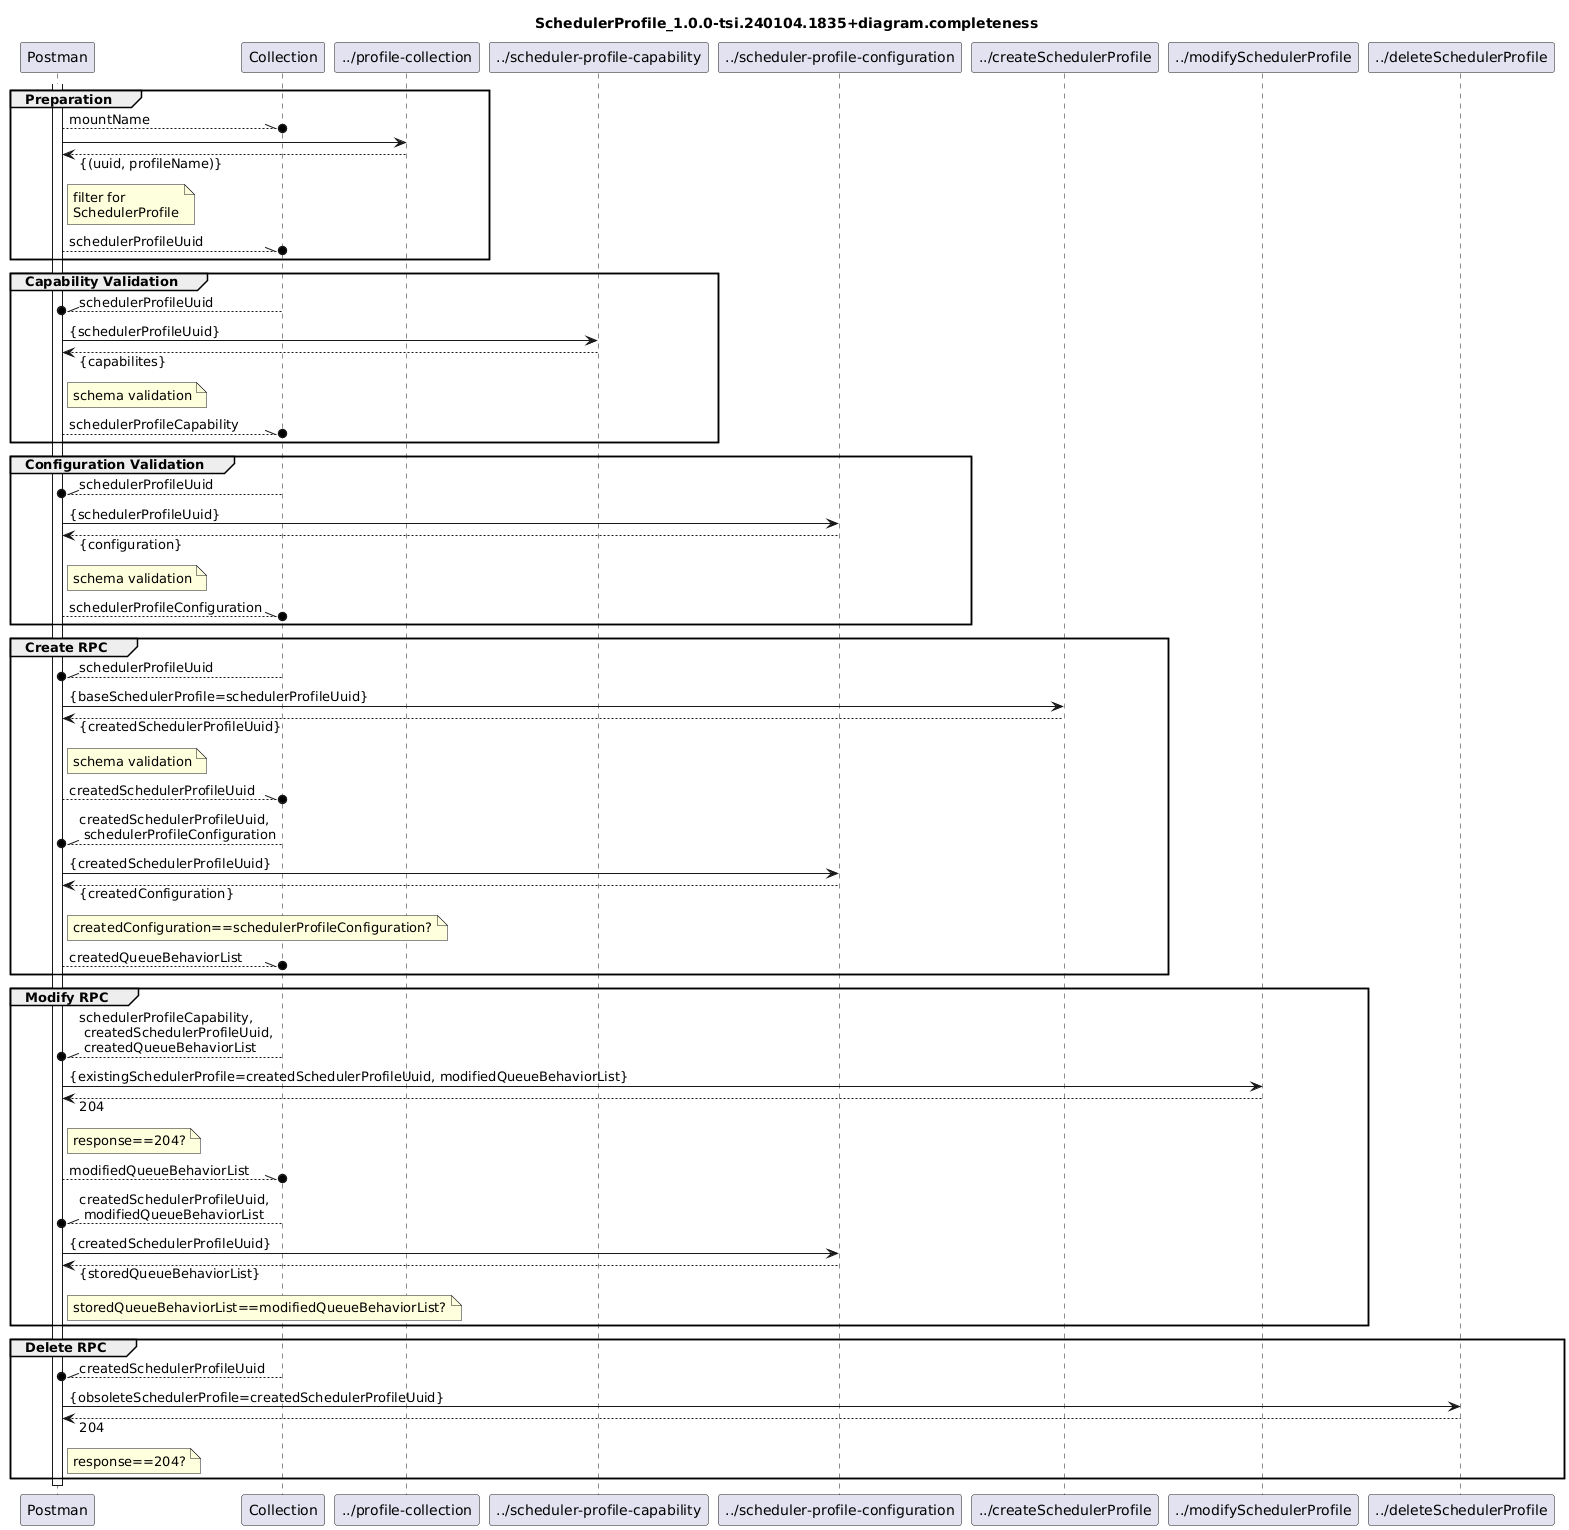 SchedulerProfile_1.0.0-tsi.240104.1835+diagram.completeness
Postman
Collection
../profile-collection
../scheduler-profile-capability
../scheduler-profile-configuration
../createSchedulerProfile
../modifySchedulerProfile
../deleteSchedulerProfile
Preparation
mountName
{(uuid, profileName)}
filter for
SchedulerProfile
schedulerProfileUuid
Capability Validation
schedulerProfileUuid
{schedulerProfileUuid}
{capabilites}
schema validation
schedulerProfileCapability
Configuration Validation
schedulerProfileUuid
{schedulerProfileUuid}
{configuration}
schema validation
schedulerProfileConfiguration
Create RPC
schedulerProfileUuid
{baseSchedulerProfile=schedulerProfileUuid}
{createdSchedulerProfileUuid}
schema validation
createdSchedulerProfileUuid
createdSchedulerProfileUuid,
schedulerProfileConfiguration
{createdSchedulerProfileUuid}
{createdConfiguration}
createdConfiguration==schedulerProfileConfiguration?
createdQueueBehaviorList
Modify RPC
schedulerProfileCapability,
createdSchedulerProfileUuid,
createdQueueBehaviorList
{existingSchedulerProfile=createdSchedulerProfileUuid, modifiedQueueBehaviorList}
204
response==204?
modifiedQueueBehaviorList
createdSchedulerProfileUuid,
modifiedQueueBehaviorList
{createdSchedulerProfileUuid}
{storedQueueBehaviorList}
storedQueueBehaviorList==modifiedQueueBehaviorList?
Delete RPC
createdSchedulerProfileUuid
{obsoleteSchedulerProfile=createdSchedulerProfileUuid}
204
response==204?
Postman
Collection
../profile-collection
../scheduler-profile-capability
../scheduler-profile-configuration
../createSchedulerProfile
../modifySchedulerProfile
../deleteSchedulerProfile